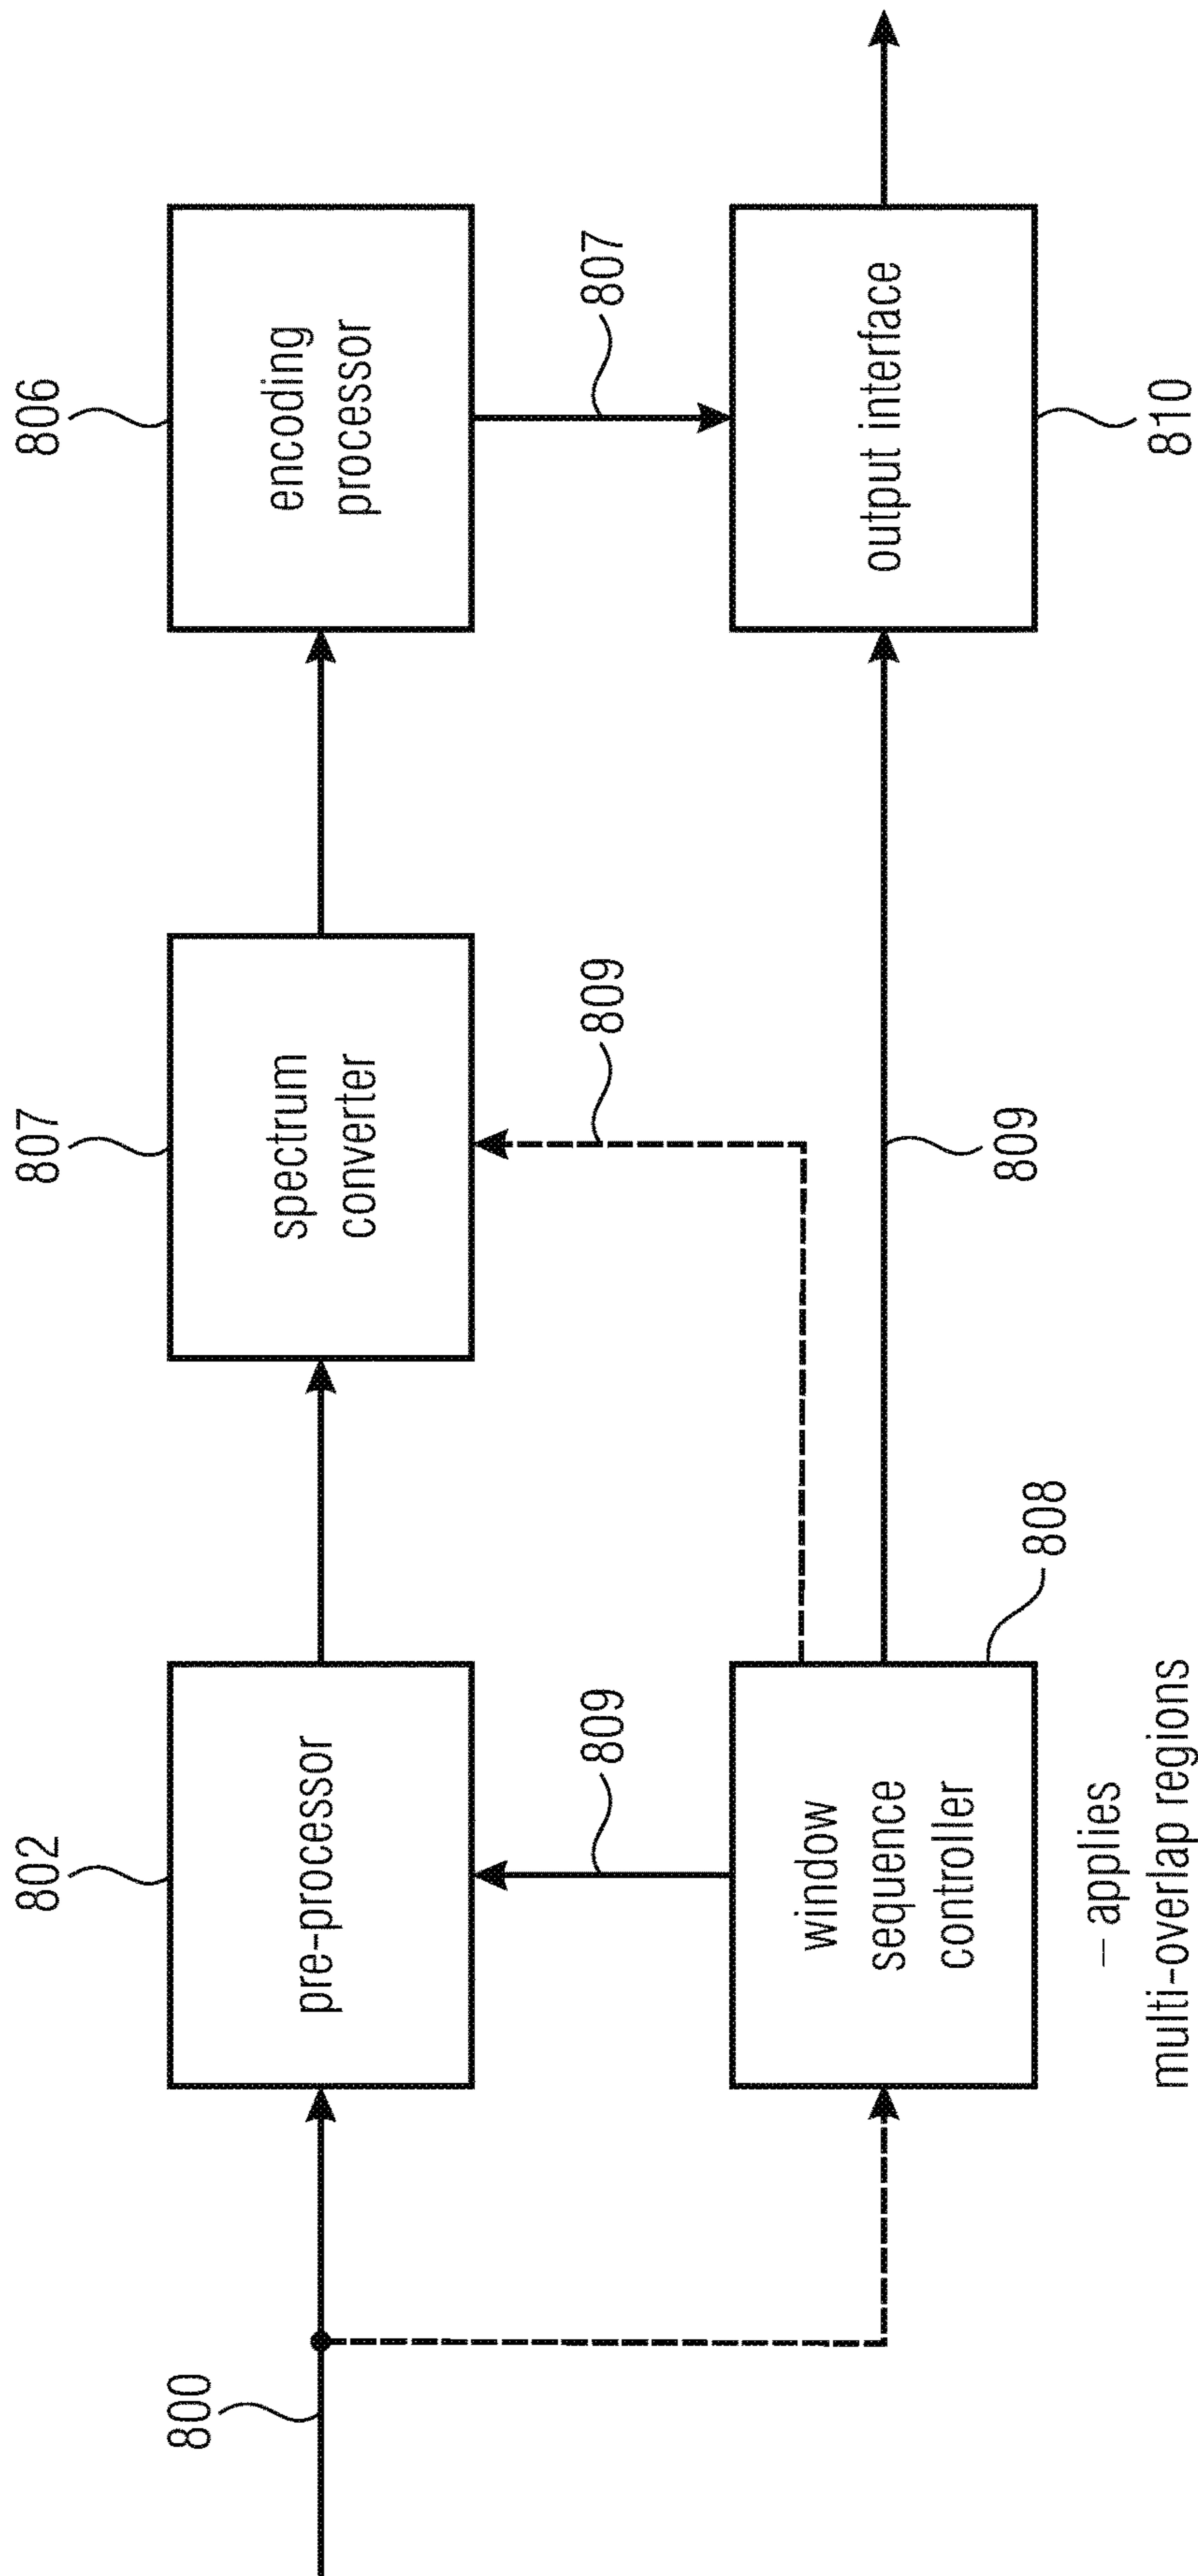 800
802
pre-processor
807
spectrum
converter
806
encoding
processor
809
809
807
window
sequence
controller
808
809
output interface
810
– applies
multi-overlap regions